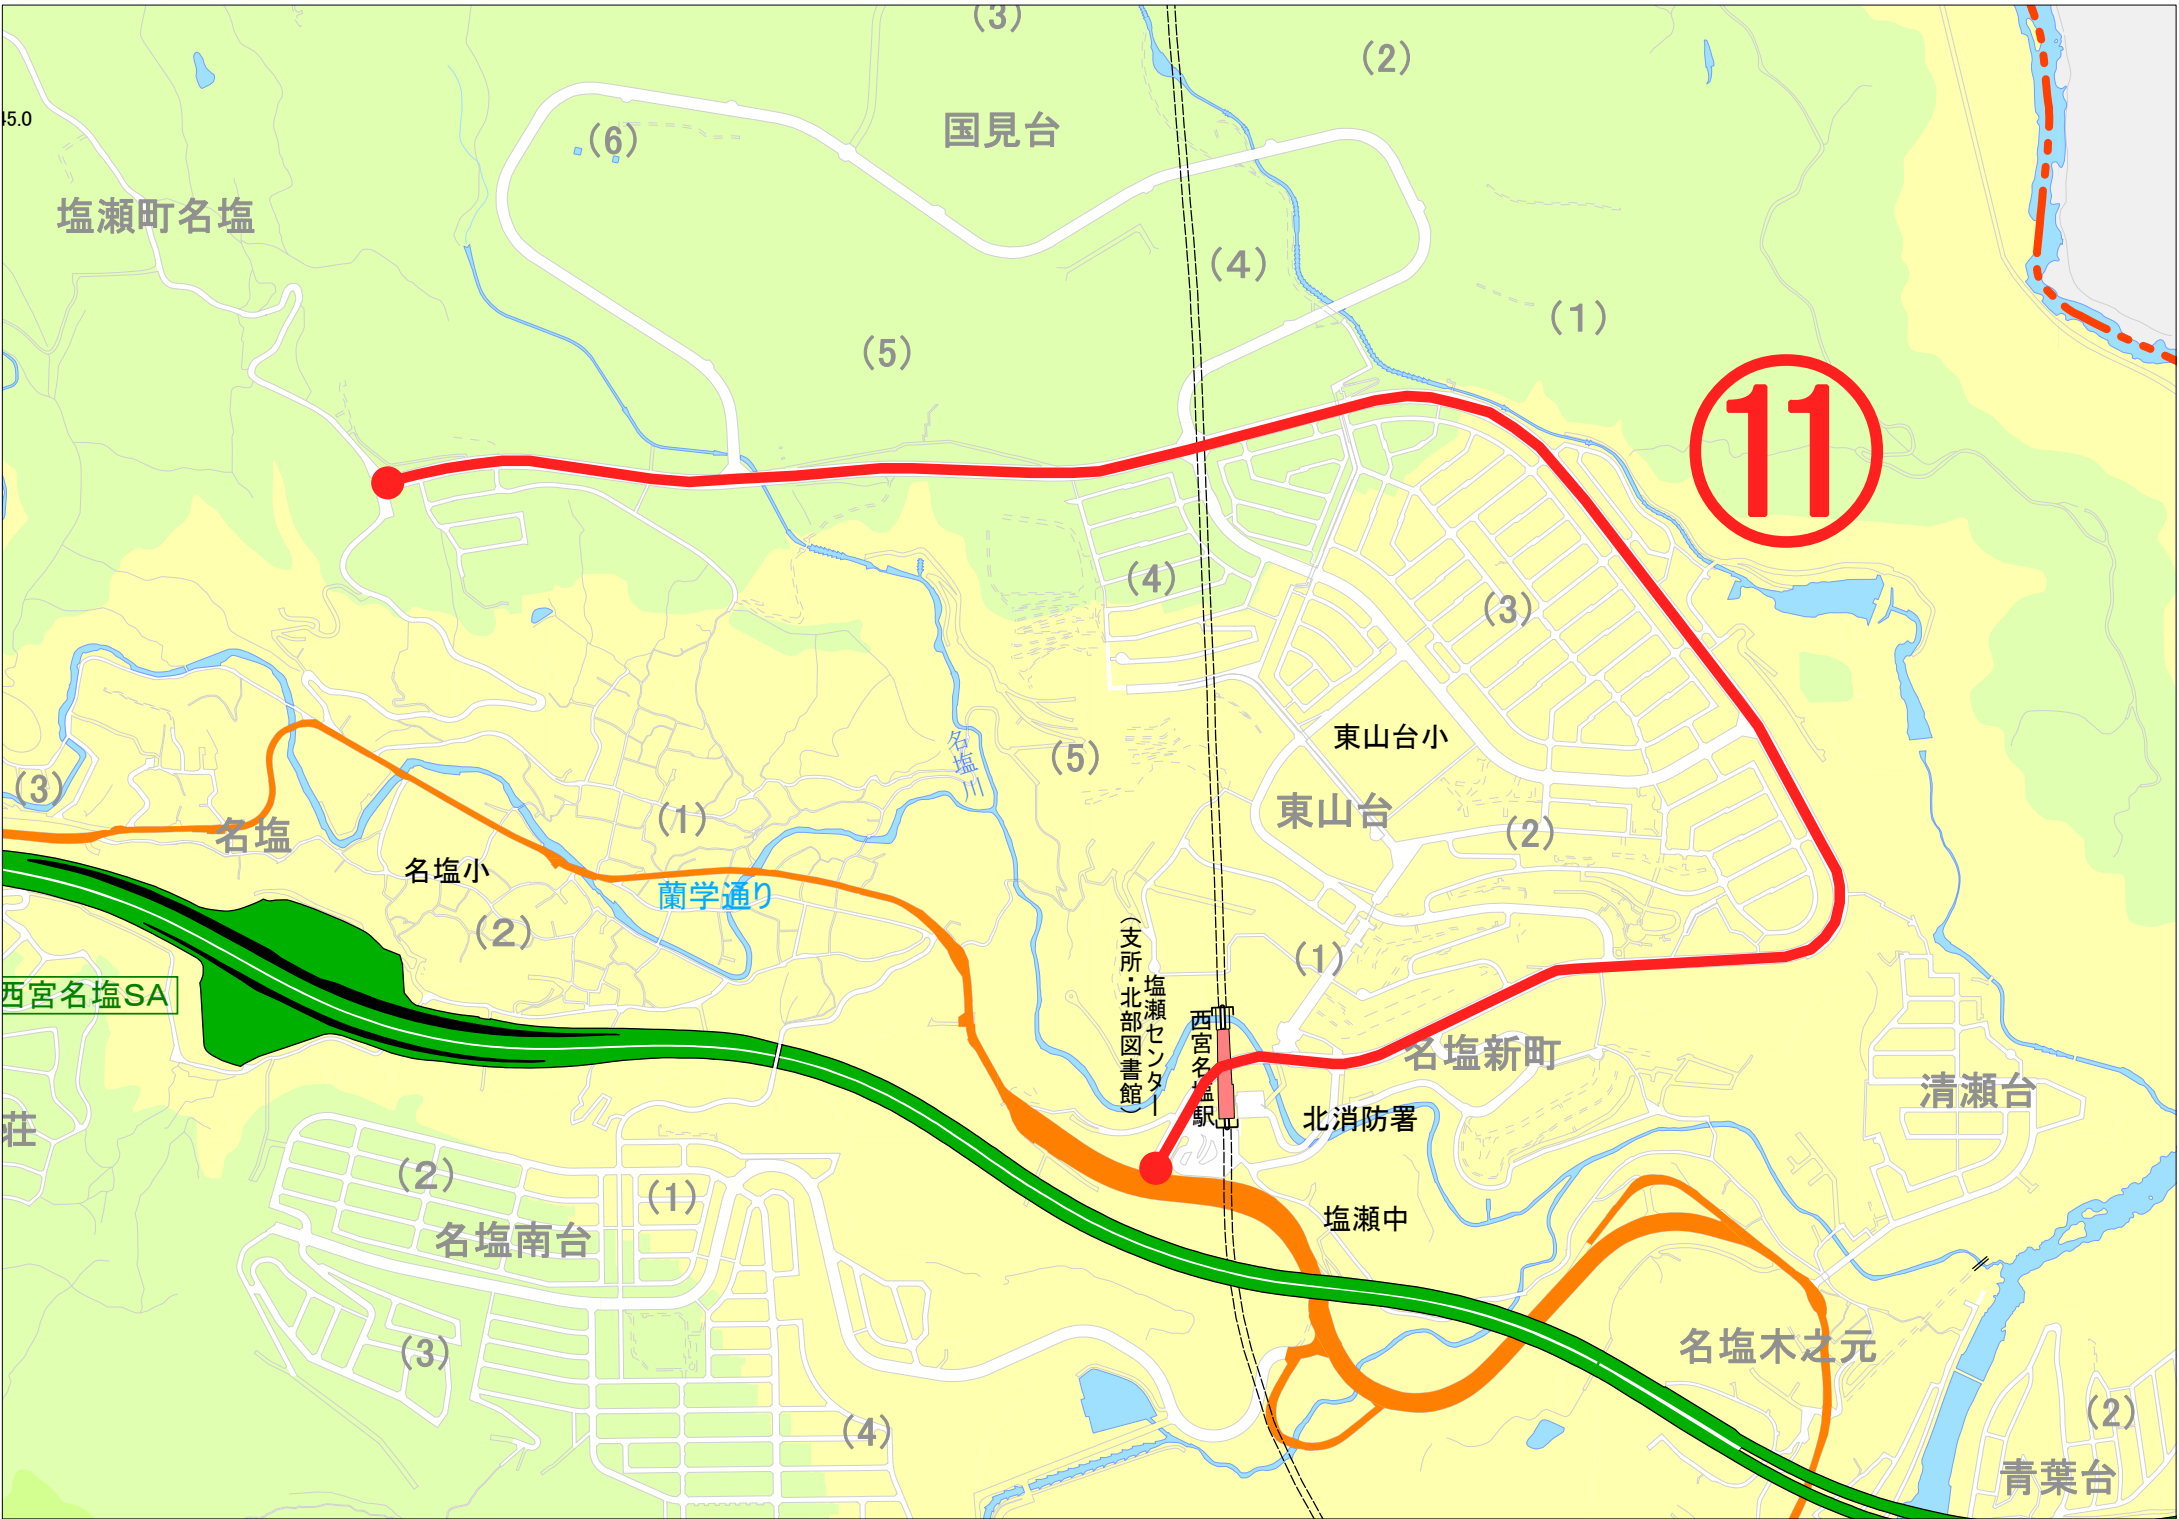 (3)
(2)
45.0
国見台
(6)
塩瀬町名塩
(4)
(1)
(5)
11
(4)
(3)
東山台小
名塩川
(5)
(3)
東山台
(1)
名塩
(2)
名塩小
蘭学通り
(2)
(1)
塩瀬センター
(支所・北部図書館)
西宮名塩SA
西宮名塩駅
名塩新町
清瀬台
荘
北消防署
(2)
(1)
塩瀬中
名塩南台
(3)
名塩木之元
(2)
(4)
青葉台